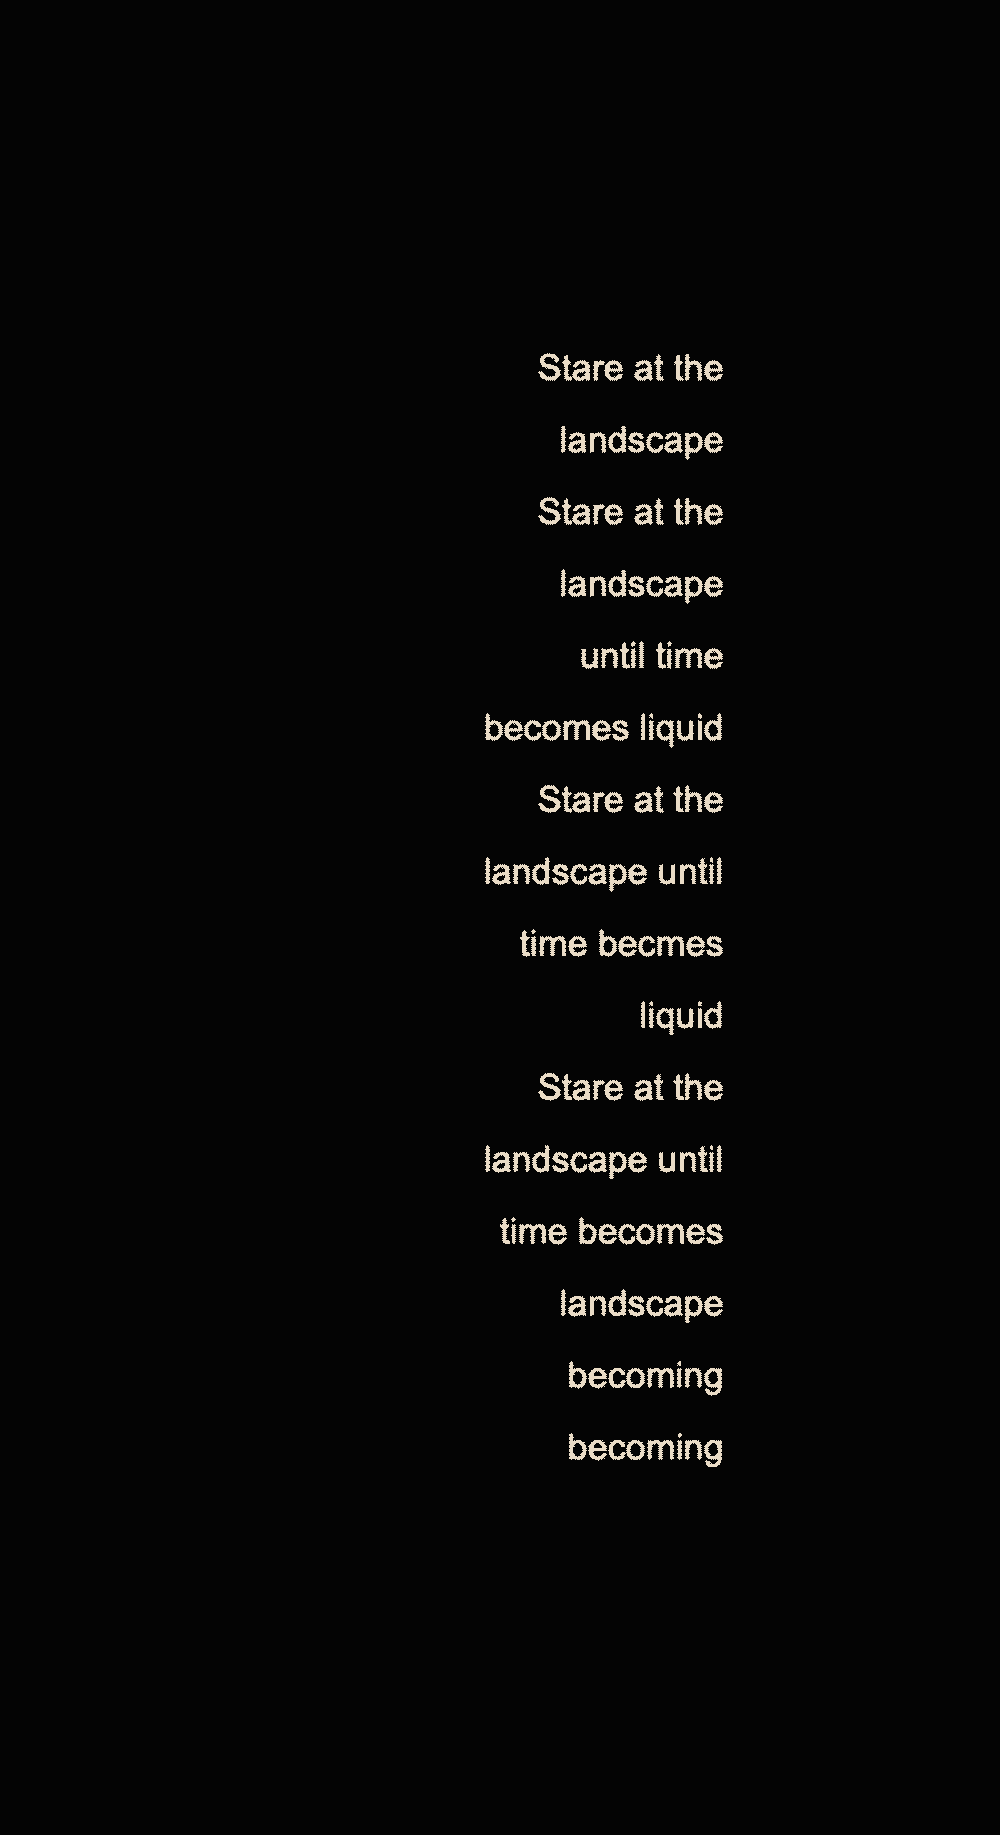 Stare at the
landscape
Stare at the
landscape
until time
becomes liquid
Stare at the
landscape until
time becmes
liquid
Stare at the
landscape until
time becomes
landscape
becoming
becoming